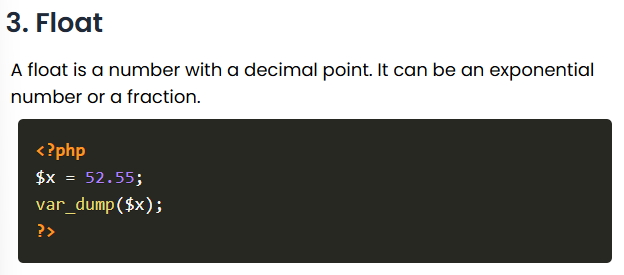 3. Float
A float is a number with a decimal point. It can be an exponential
number or a fraction.
<?php
$x = 52.55;
var_dump($x);
?>